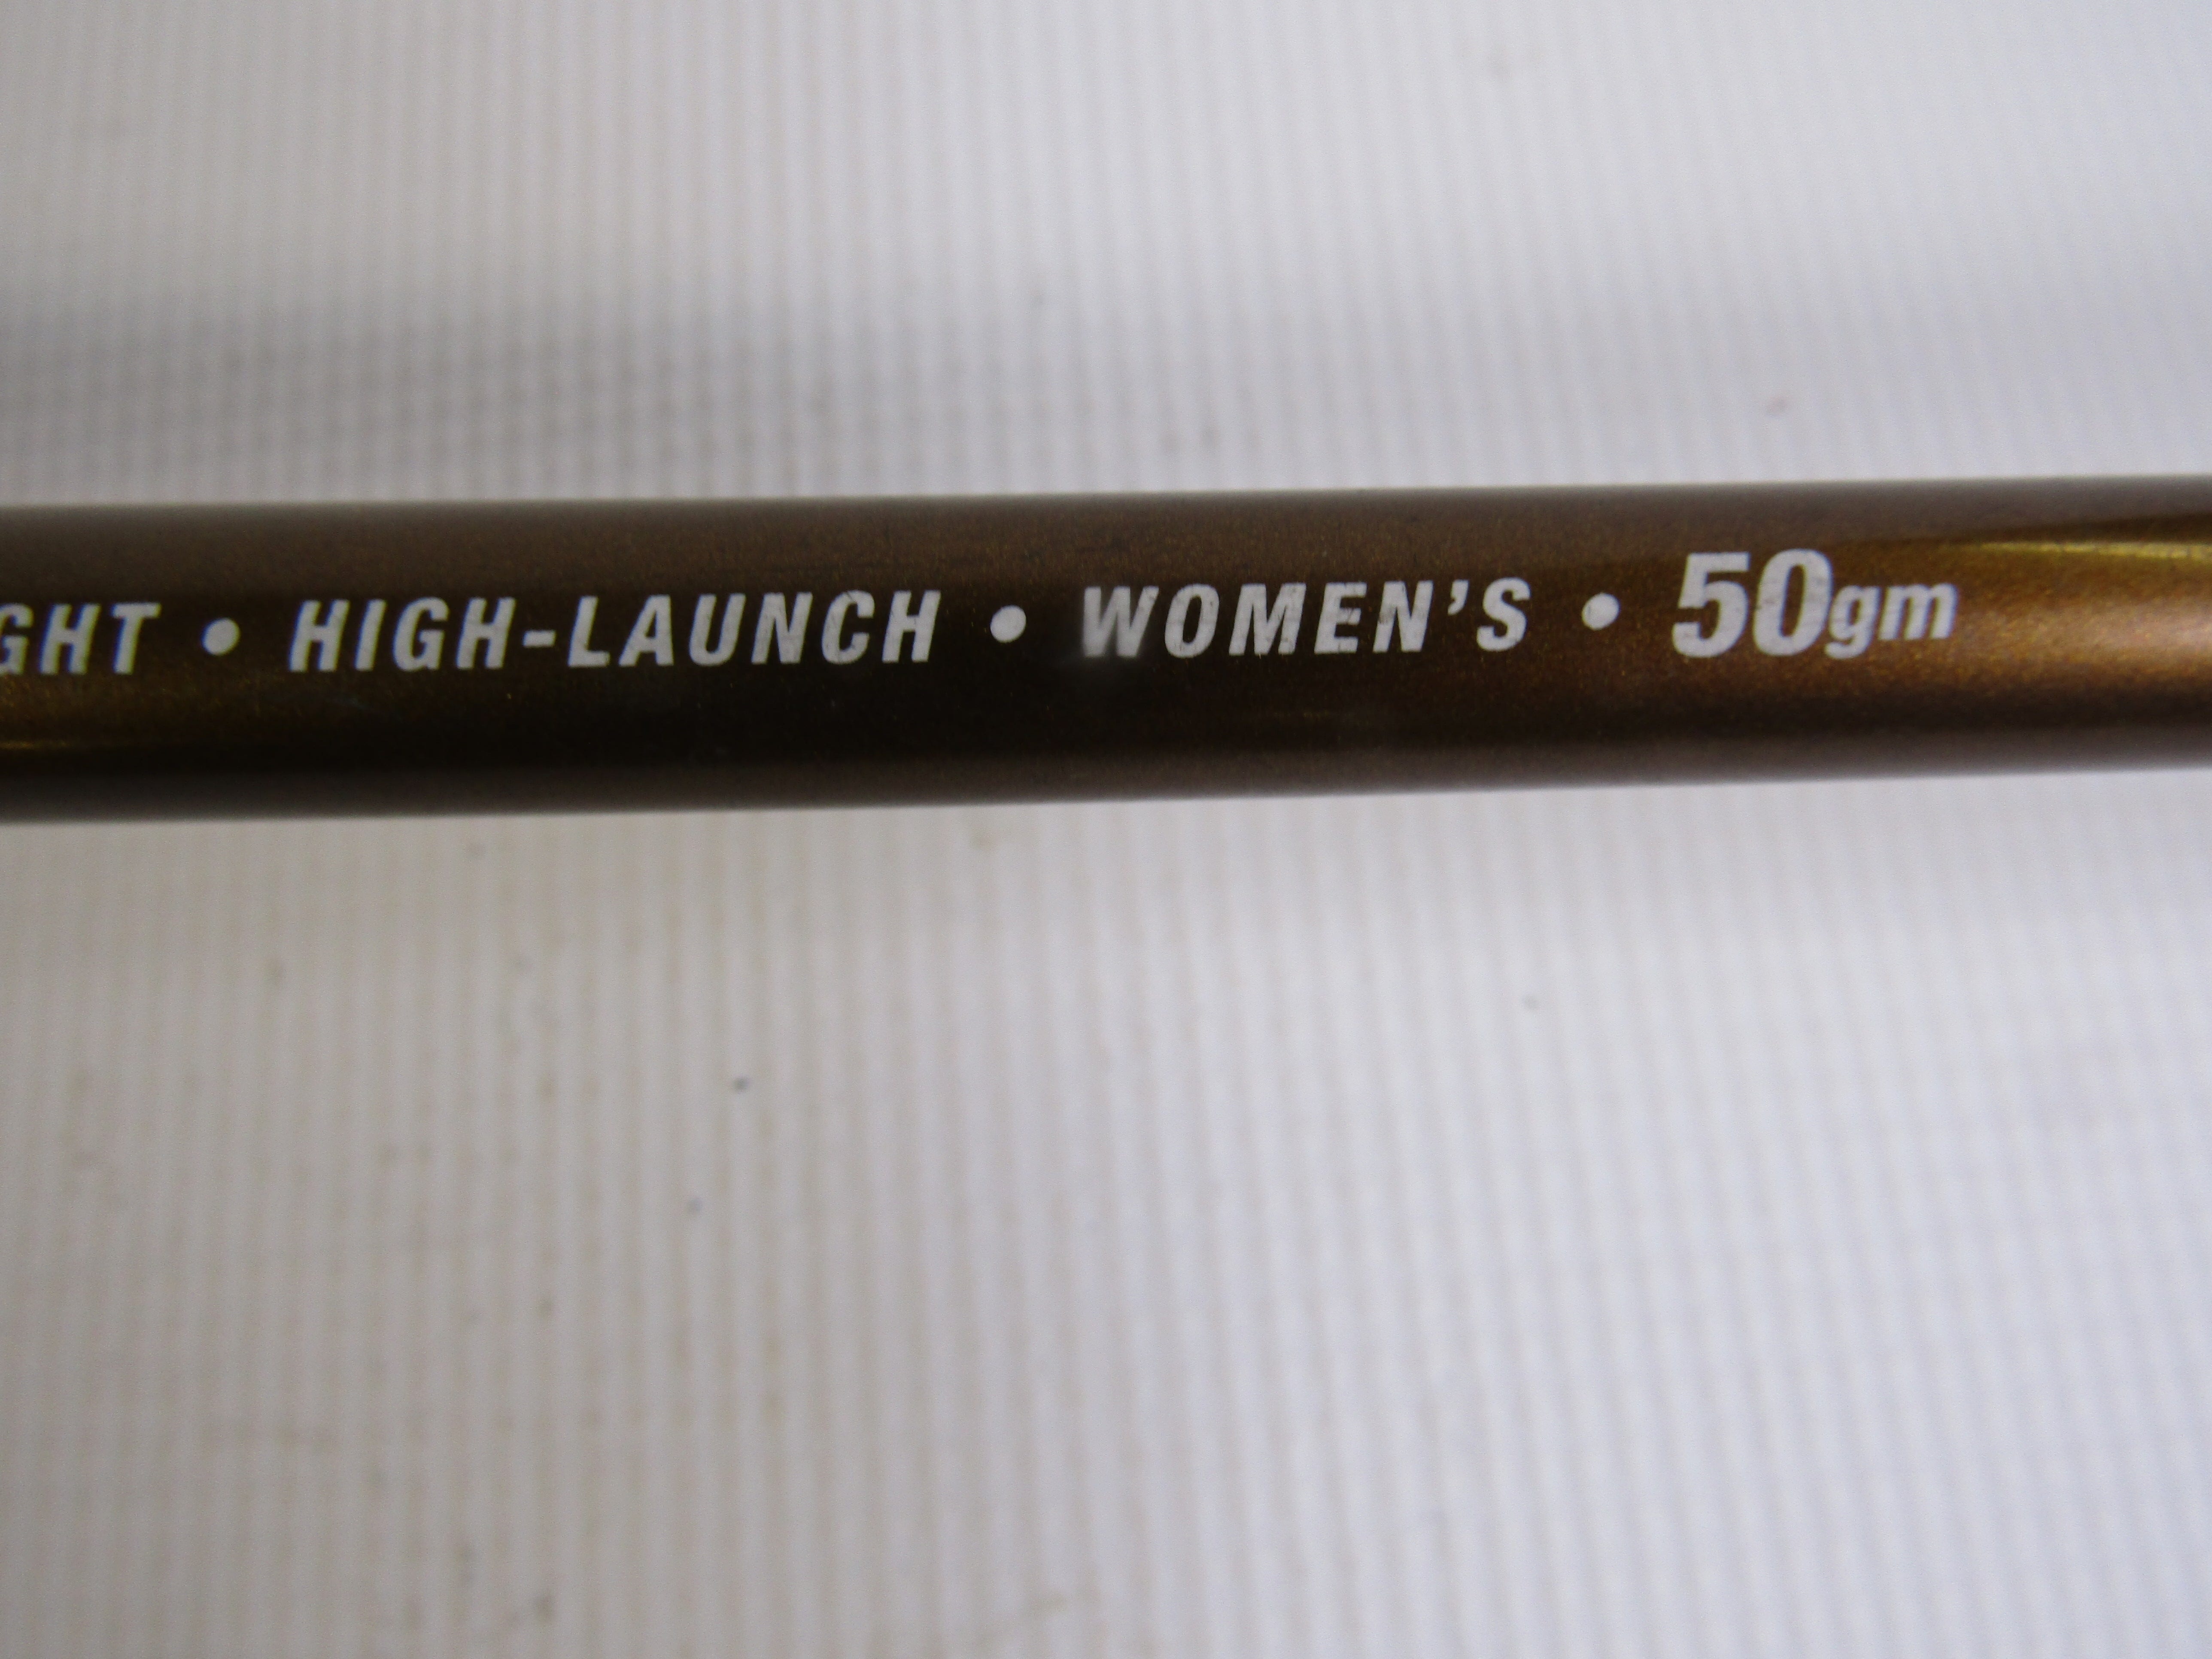 GHT • HIGH-LAUNCH • WOMEN'S • 50gm